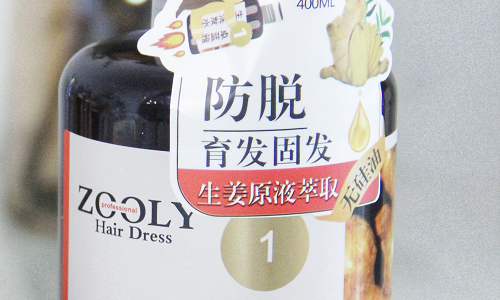 400ML
防脱
育发固发
生姜原液萃取
无硅油
ZOOLY
professional
Hair Dress
1